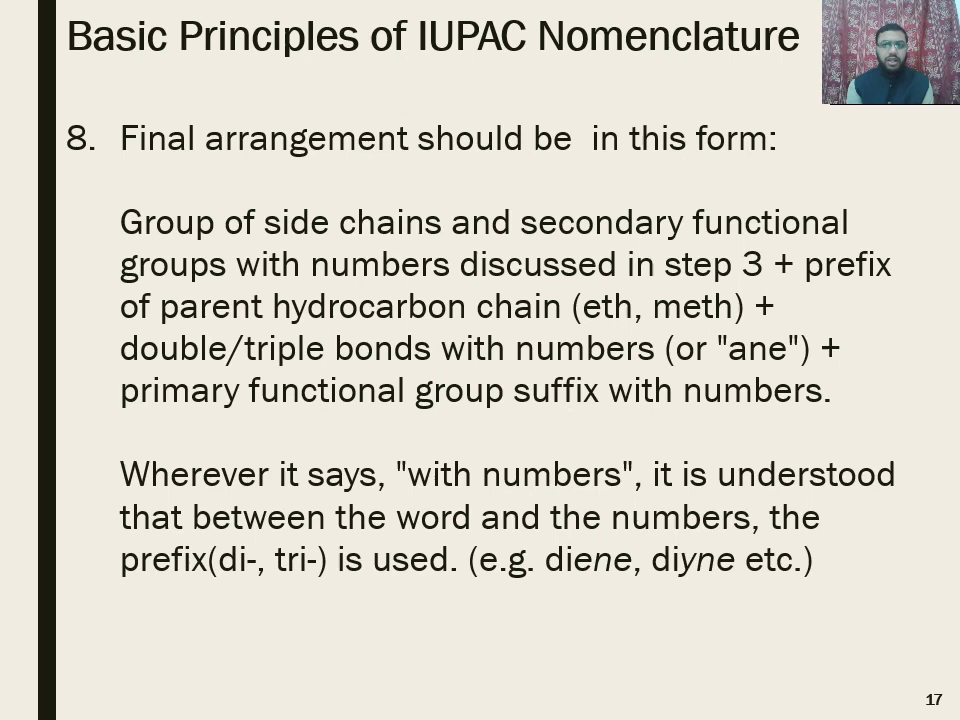 Basic Principles of IUPAC Nomenclature
8. Final arrangement should be in this form:
Group of side chains and secondary functional
groups with numbers discussed in step 3 + prefix
of parent hydrocarbon chain (eth, meth) +
double/triple bonds with numbers (or "ane") +
primary functional group suffix with numbers.
Wherever it says, "with numbers", it is understood
that between the word and the numbers, the
prefix(di-, tri-) is used. (e.g. diene, diyne etc.)
17